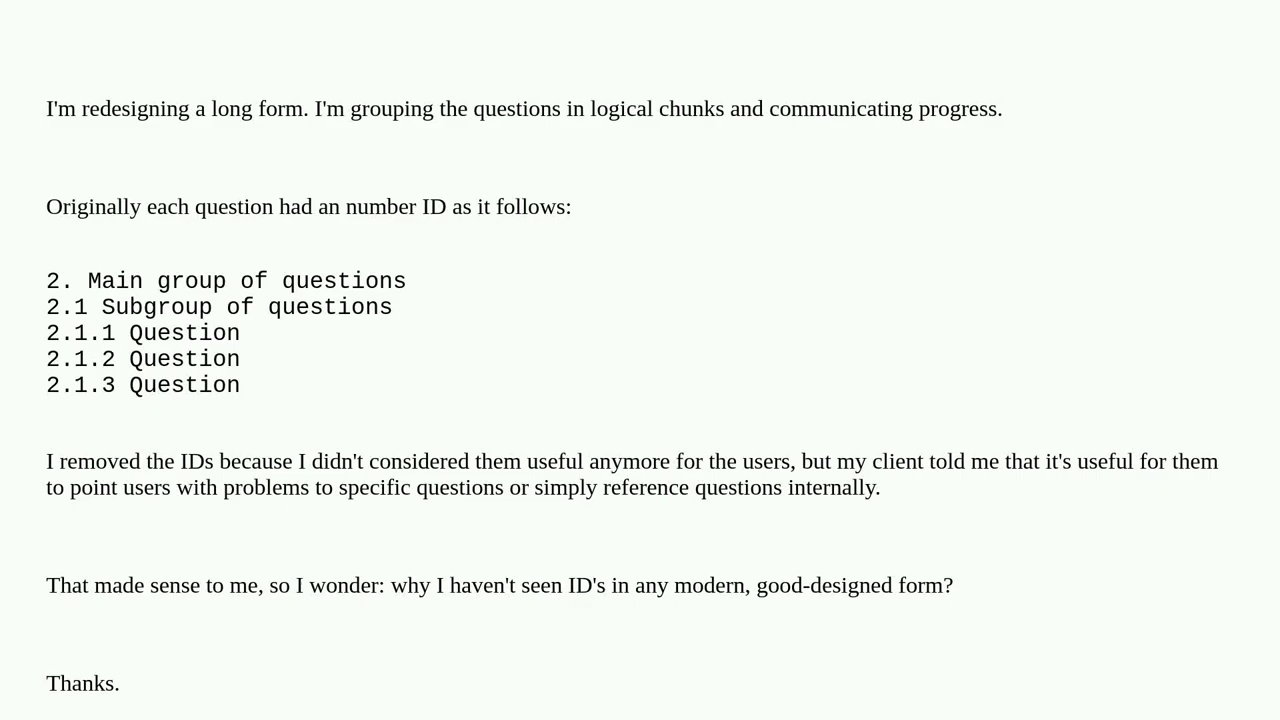 I'm redesigning a long form. I'm grouping the questions in logical chunks and communicating progress.
Originally each question had an number ID as it follows:
2. Main group of questions
2.1 Subgroup of questions
2.1.1 Question
2.1.2 Question
2.1.3 Question
I removed the IDs because I didn't considered them useful anymore for the users, but my client told me that it's useful for them
to point users with problems to specific questions or simply reference questions internally.
That made sense to me, so I wonder: why I haven't seen ID's in any modern, good-designed form?
Thanks.